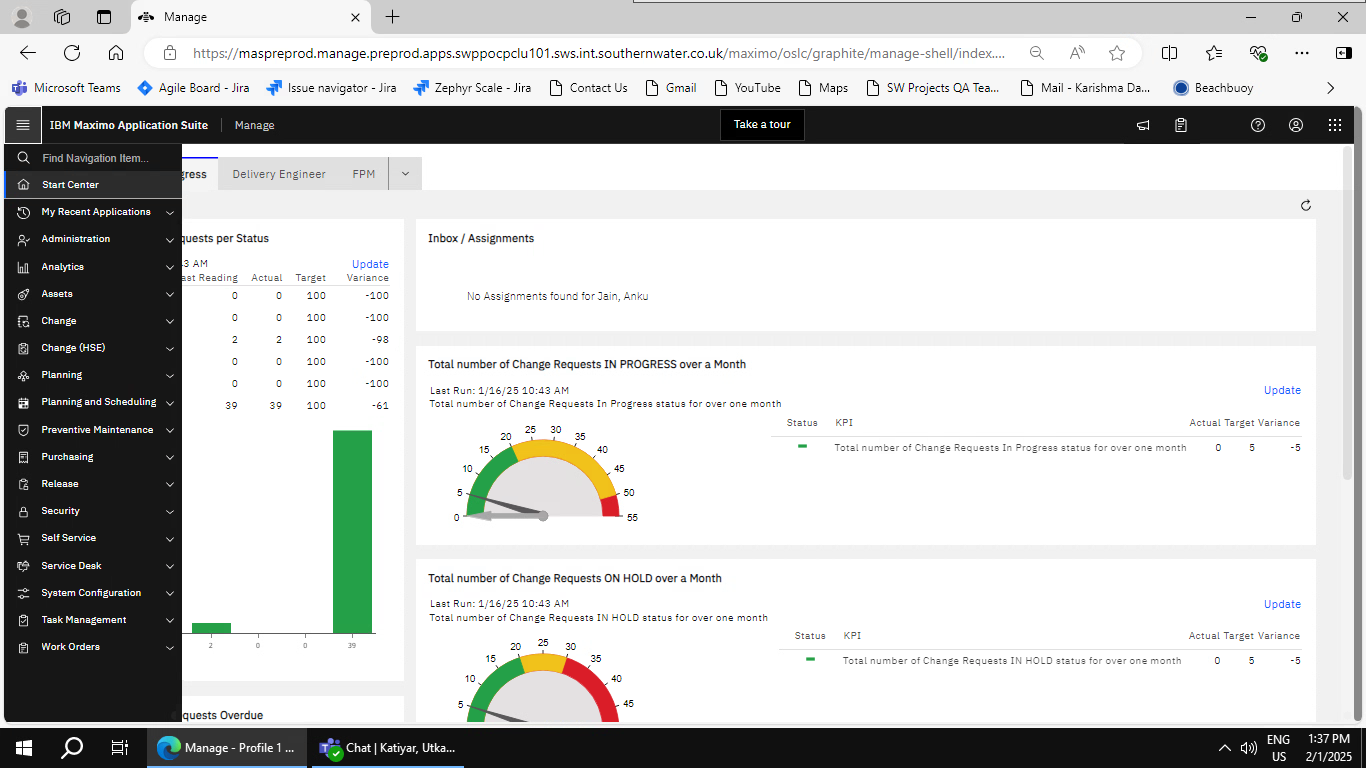 Manage
https://maspreprod.manage.preprod.apps.swppocpclu101.sws.int.southernwater.co.uk/maximo/oslc/graphite/manage-shell/index....
Microsoft Teams
Agile Board - Jira
Issue navigator - Jira
Zephyr Scale - Jira
Contact Us
Gmail
YouTube
Maps
SW Projects QA Tea...
Mail - Karishma Da...
Beachbuoy
IBM Maximo Application Suite
Manage
Take a tour
Find Navigation Item...
Start Center
My Recent Applications
Administration
Analytics
Assets
Change
Change (HSE)
Planning
Planning and Scheduling
Preventive Maintenance
Purchasing
Release
Security
Self Service
Service Desk
System Configuration
Task Management
Work Orders
gress
Delivery Engineer
FPM
quests per Status
3 AM
Update
ast Reading Actual Target Variance
0 0 100 -100
0 0 100 -100
2 2 100 -98
0 0 100 -100
0 0 100 -100
39 39 100 -61
2 0 0 39
quests Overdue
Inbox / Assignments
No Assignments found for Jain, Anku
Total number of Change Requests IN PROGRESS over a Month
Last Run: 1/16/25 10:43 AM
Update
Total number of Change Requests In Progress status for over one month
0 5 10 15 20 25 30 35 40 45 50 55
Status KPI Actual Target Variance
Total number of Change Requests In Progress status for over one month 0 5 -5
Total number of Change Requests ON HOLD over a Month
Last Run: 1/16/25 10:43 AM
Update
Total number of Change Requests IN HOLD status for over one month
5 10 15 20 25 30 35 40 45
Status KPI Actual Target Variance
Total number of Change Requests IN HOLD status for over one month 0 5 -5
Manage - Profile 1 ...
Chat | Katiyar, Utka...
ENG
US
1:37 PM
2/1/2025